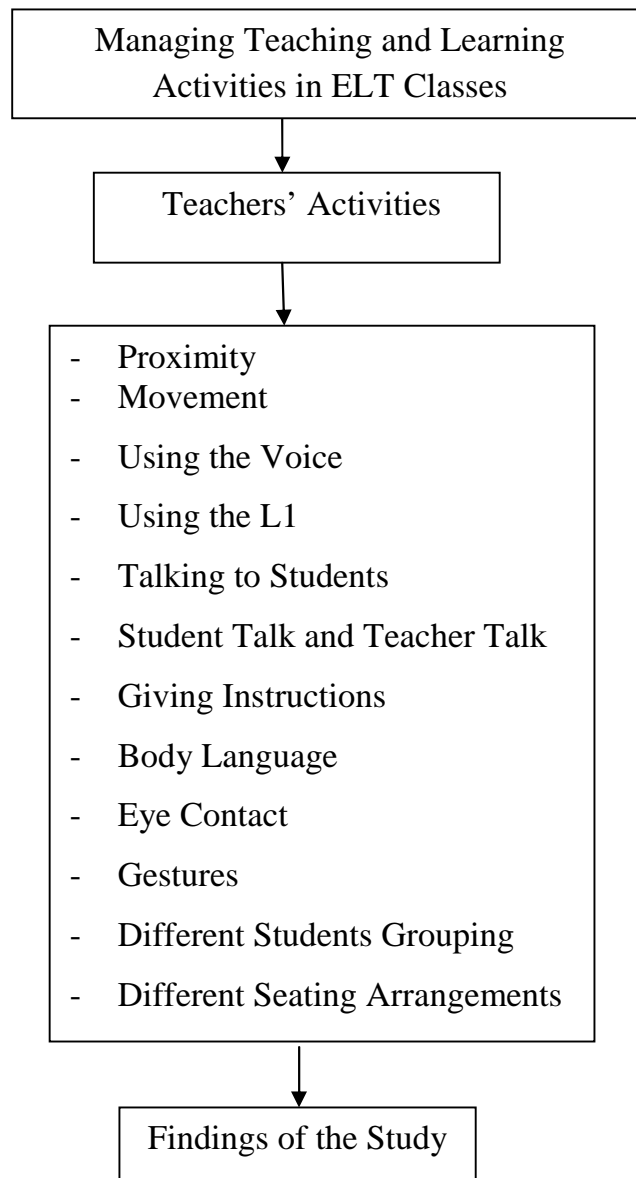 Managing Teaching and Learning
Activities in ELT Classes
Teachers’ Activities
- Proximity
- Movement
- Using the Voice
- Using the L1
- Talking to Students
- Student Talk and Teacher Talk
- Giving Instructions
- Body Language
- Eye Contact
- Gestures
- Different Students Grouping
- Different Seating Arrangements
Findings of the Study